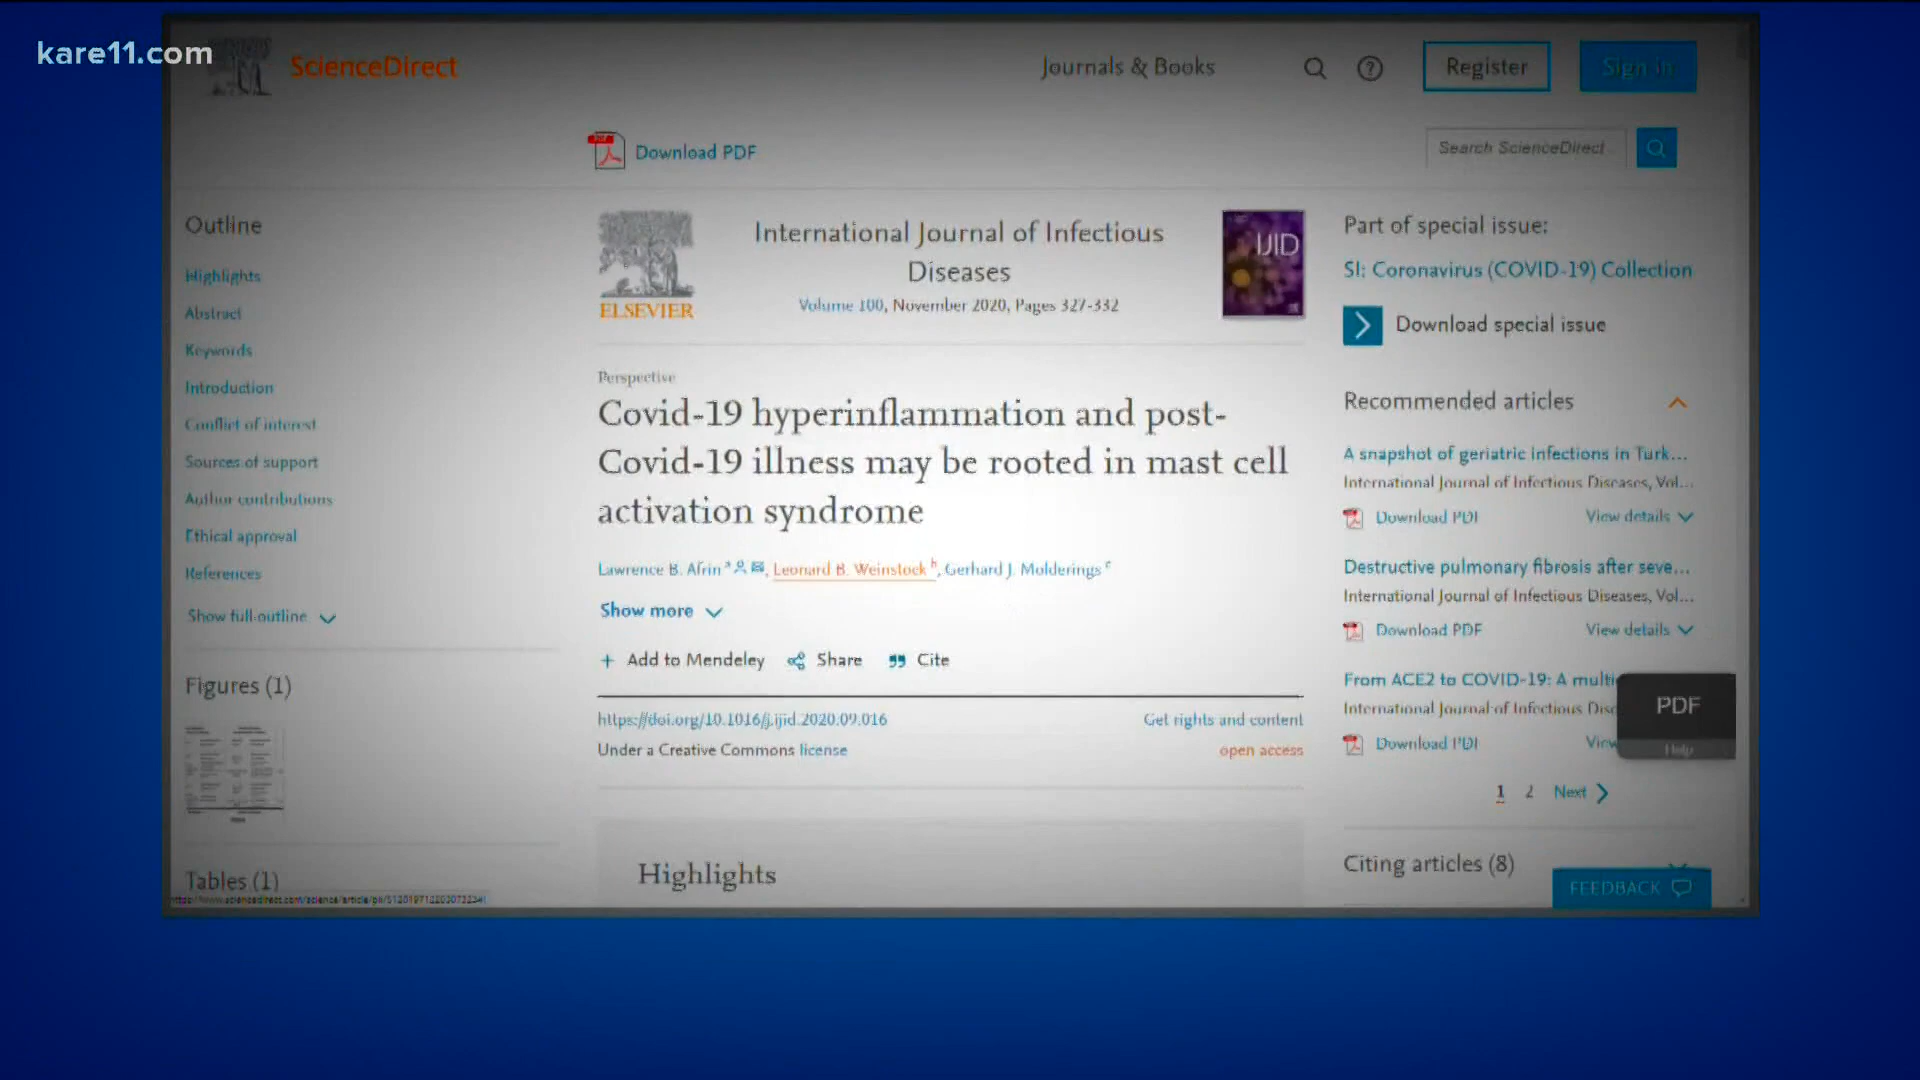 kare11.com
ScienceDirect
Journals & Books
Register
Sign in
Download PDF
Search ScienceDirect
Outline
Highlights
Abstract
Keywords
Introduction
Conflict of interest
Sources of support
Author contributions
Ethical approval
References
Show full outline
Figures (1)
Tables (1)
ELSEVIER
International Journal of Infectious
Diseases
Volume 100, November 2020, Pages 327-332
IJID
Perspective
Covid-19 hyperinflammation and post-
Covid-19 illness may be rooted in mast cell
activation syndrome
Lawrence B. Afrin a, Leonard B. Weinstock b, Gerhard J. Molderings c
Show more
Add to Mendeley Share Cite
https://doi.org/10.1016/j.ijid.2020.09.016
Get rights and content
Under a Creative Commons license
open access
Highlights
Part of special issue:
SI: Coronavirus (COVID-19) Collection
Download special issue
Recommended articles
A snapshot of geriatric infections in Turk...
International Journal of Infectious Diseases, Vol...
Download PDF View details
Destructive pulmonary fibrosis after seve...
International Journal of Infectious Diseases, Vol...
Download PDF View details
From ACE2 to COVID-19: A multi
International Journal of Infectious Disc
Download PDF View
PDF
Help
1 2 Next
Citing articles (8)
FEEDBACK